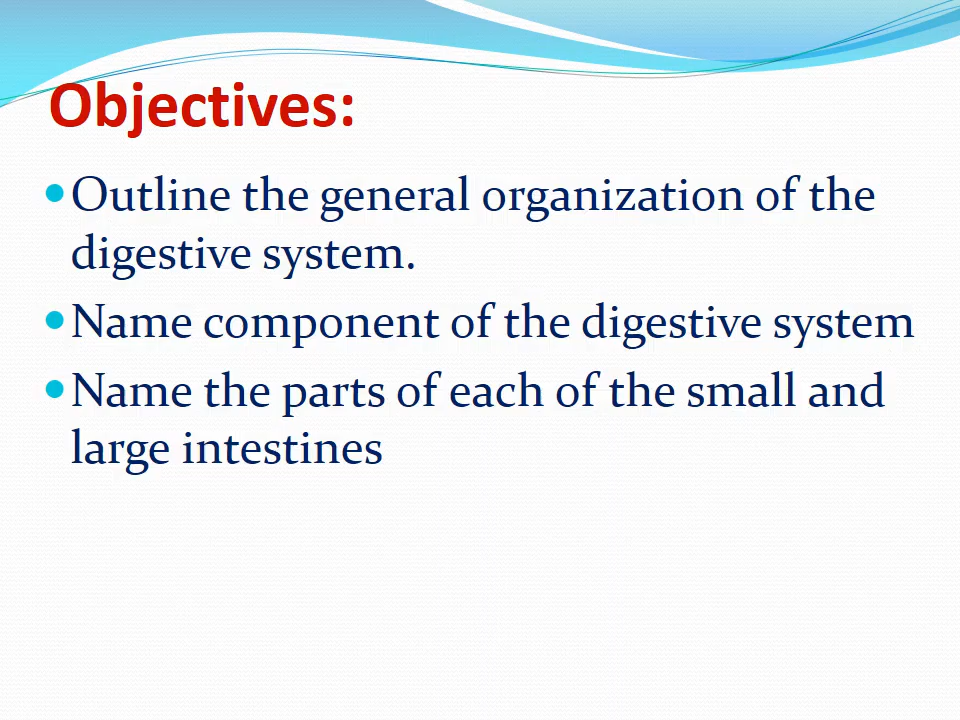 Objectives:
• Outline the general organization of the
digestive system.
• Name component of the digestive system
• Name the parts of each of the small and
large intestines